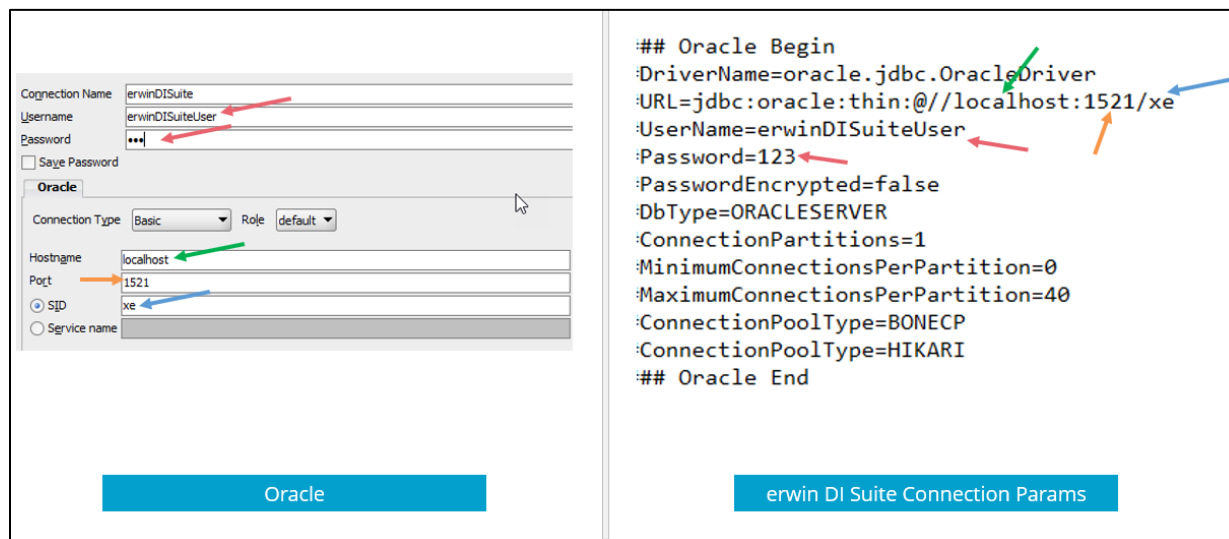 Connection Name erwinDISuite
Username erwinDISuiteUser
Password •••
Save Password
Oracle
Connection Type Basic Role default
Hostname localhost
Port 1521
SID xe
Service name
Oracle
## Oracle Begin
#DriverName=oracle.jdbc.OracleDriver
#URL=jdbc:oracle:thin:@//localhost:1521/xe
#UserName=erwinDISuiteUser
#Password=123
#PasswordEncrypted=false
#DbType=ORACLESERVER
#ConnectionPartitions=1
#MinimumConnectionsPerPartition=0
#MaximumConnectionsPerPartition=40
#ConnectionPoolType=BONECP
#ConnectionPoolType=HIKARI
## Oracle End
erwin DI Suite Connection Params